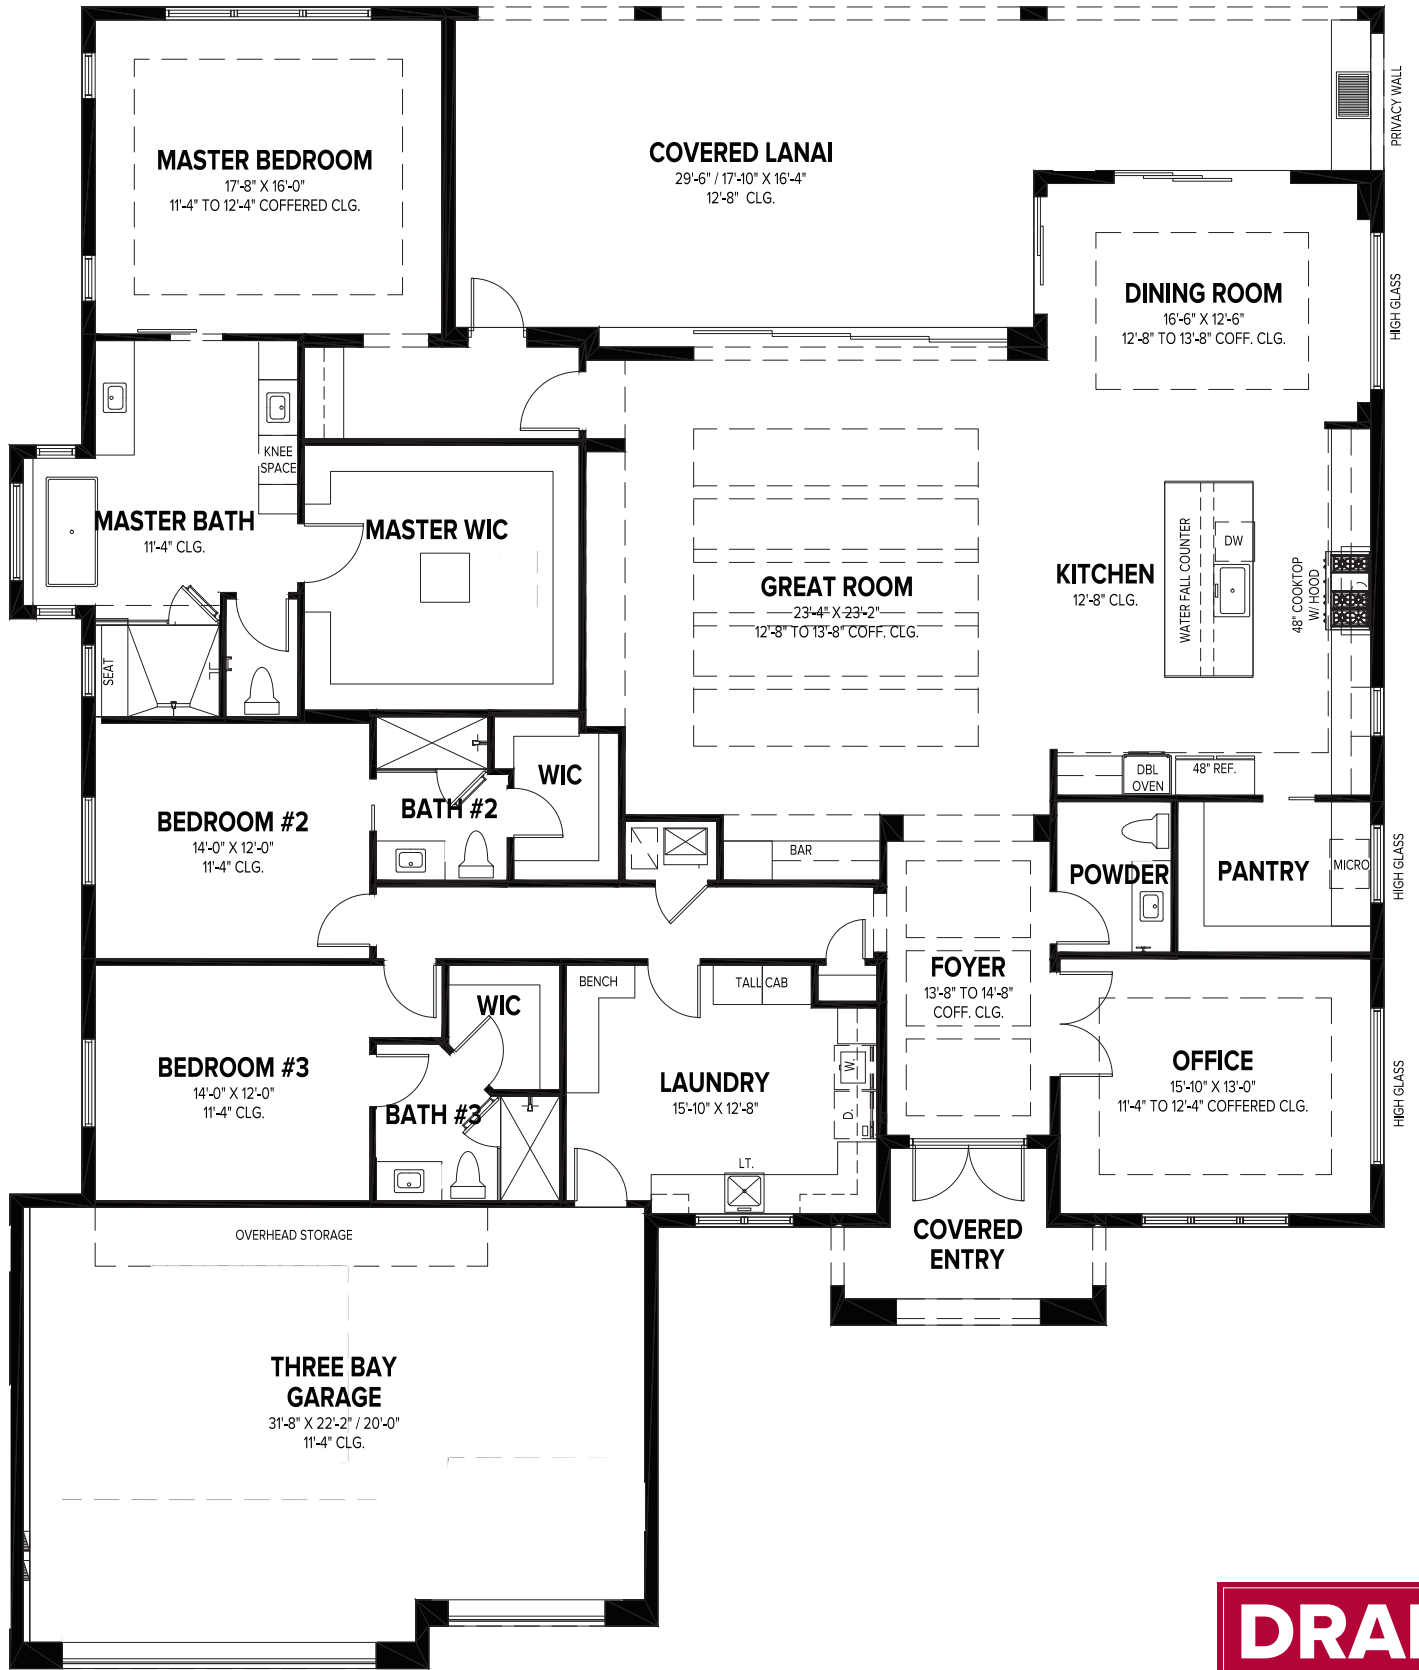 PRIVACY WALL
MASTER BEDROOM
17'-8" X 16'-0"
11'-4" TO 12'-4" COFFERED CLG.
COVERED LANAI
29'-6" / 17'-10" X 16'-4"
12'-8" CLG.
DINING ROOM
16'-6" X 12'-6"
12'-8" TO 13'-8" COFF. CLG.
HIGH GLASS
KNEE
SPACE
MASTER BATH
11'-4" CLG.
MASTER WIC
GREAT ROOM
23'-4" X 23'-2"
12'-8" TO 13'-8" COFF. CLG.
KITCHEN
12'-8" CLG.
WATER FALL COUNTER
DW
48" COOKTOP
W/ HOOD
SEAT
WIC
DBL
OVEN
48" REF.
BEDROOM #2
14'-0" X 12'-0"
11'-4" CLG.
BATH #2
BAR
POWDER
PANTRY
MICRO
HIGH GLASS
BENCH
TALL CAB
FOYER
13'-8" TO 14'-8"
COFF. CLG.
WIC
BEDROOM #3
14'-0" X 12'-0"
11'-4" CLG.
BATH #3
LAUNDRY
15'-10" X 12'-8"
W.
D.
LT.
OFFICE
15'-10" X 13'-0"
11'-4" TO 12'-4" COFFERED CLG.
HIGH GLASS
COVERED
ENTRY
OVERHEAD STORAGE
THREE BAY
GARAGE
31'-8" X 22'-2" / 20'-0"
11'-4" CLG.